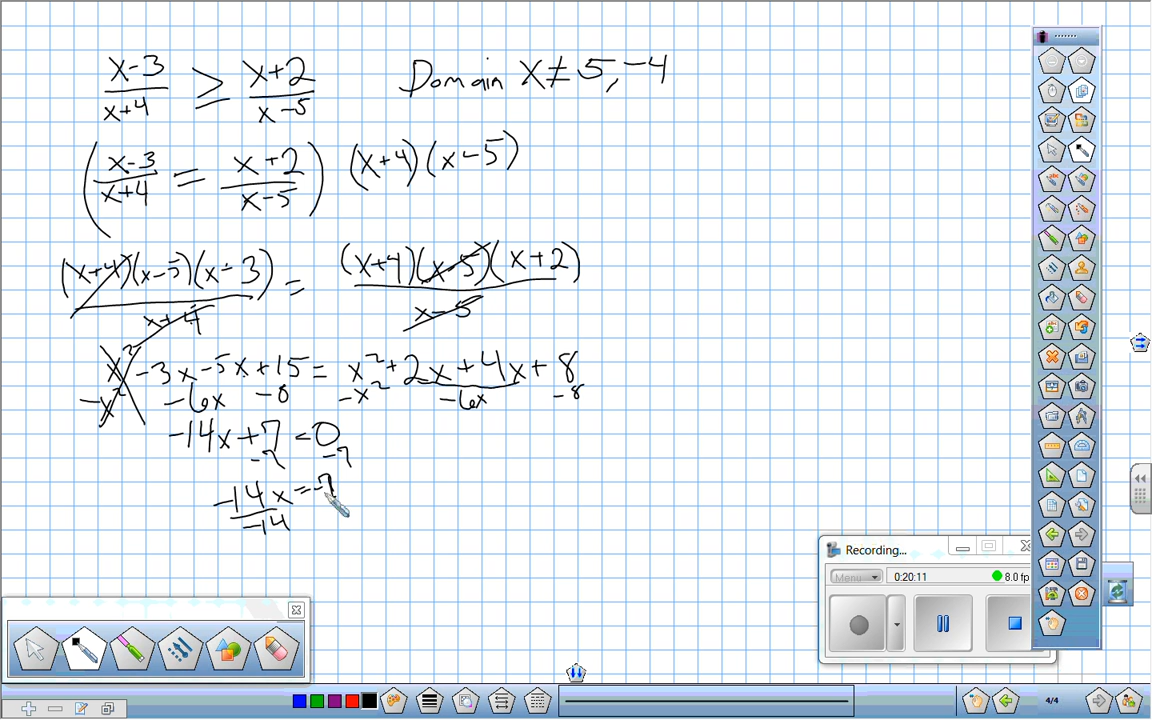 x-3/x+4 ≥ x+2/x-5 Domain x≠5,-4
(x-3/x+4 = x+2/x-5) (x+4)(x-5)
(x+4)(x-5)(x-3)/x+4 = (x+4)(x-5)(x+2)/x-5
x²-3x-5x+15 = x²+2x+4x+8
-x² -6x -8 -x² -6x -8
-14x+7=0
-7 -7
-14x=-7
-14
Recording...
Menu
0:20:11
8.0 fp
4/4